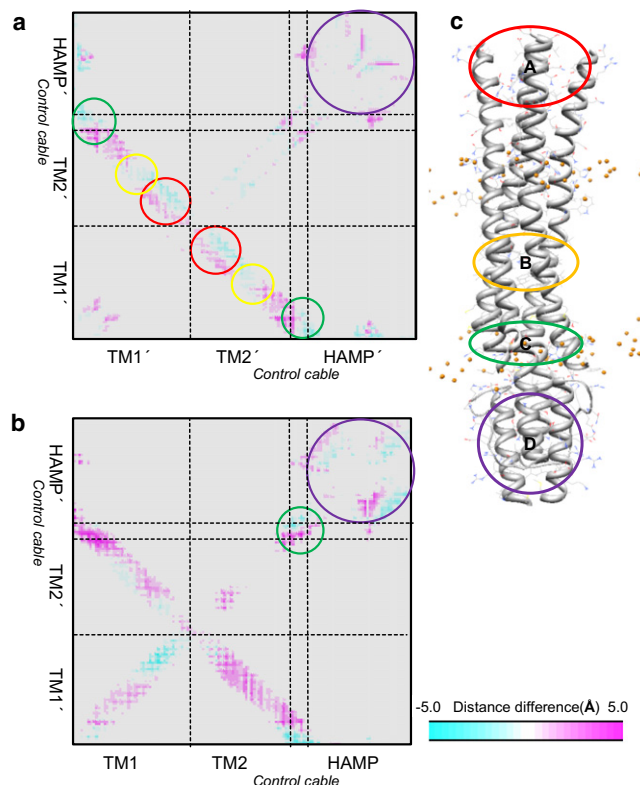 a
HAMP´
Control cable
TM2´
TM1´
TM1´ TM2´ HAMP´
Control cable
b
HAMP´
Control cable
TM2´
TM1´
TM1 TM2 HAMP
Control cable
c
A
B
C
D
-5.0 Distance difference(Å) 5.0